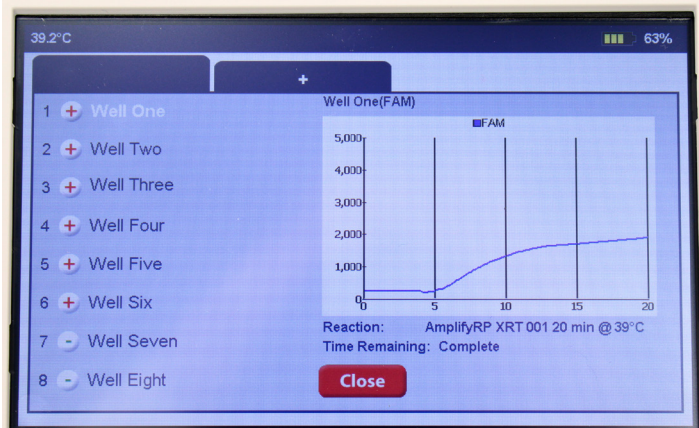 39.2°C
63%
+
1 + Well One
2 + Well Two
3 + Well Three
4 + Well Four
5 + Well Five
6 + Well Six
7 - Well Seven
8 - Well Eight
Well One(FAM)
FAM
5,000
4,000
3,000
2,000
1,000
0
0 5 10 15 20
Reaction: AmplifyRP XRT 001 20 min @ 39°C
Time Remaining: Complete
Close